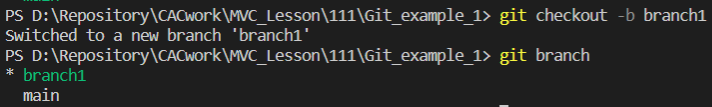 PS D:\Repository\CACwork\MVC_Lesson\111\Git_example_1> git checkout -b branch1
Switched to a new branch 'branch1'
PS D:\Repository\CACwork\MVC_Lesson\111\Git_example_1> git branch
* branch1
  main